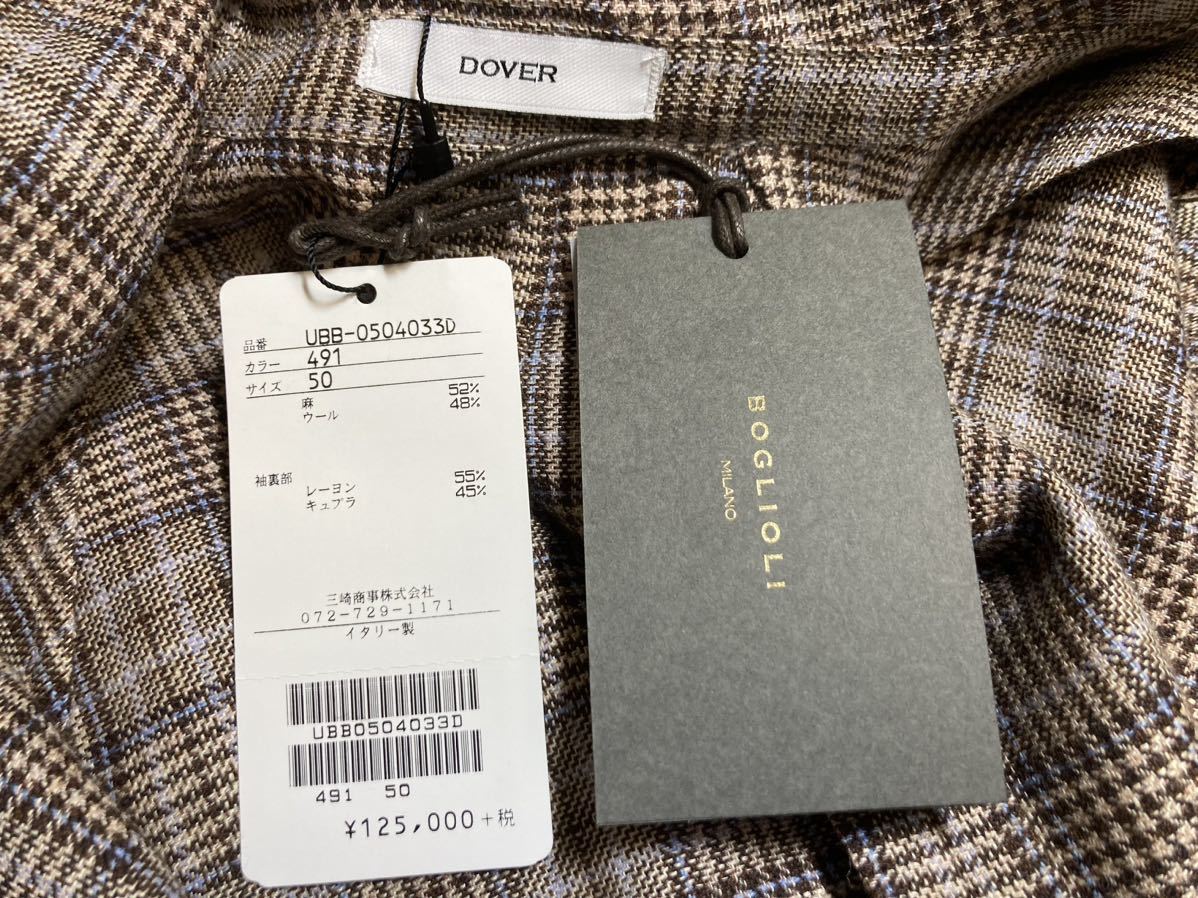 DOVER
品番 UBB-0504033D
カラー 491
サイズ 50
麻 52%
ウール 48%
袖裏部
レーヨン 55%
キュプラ 45%
三崎商事株式会社
072-729-1171
イタリー製
UBB0504033D
491 50
¥125,000+税
BOGLIOLI
MILANO